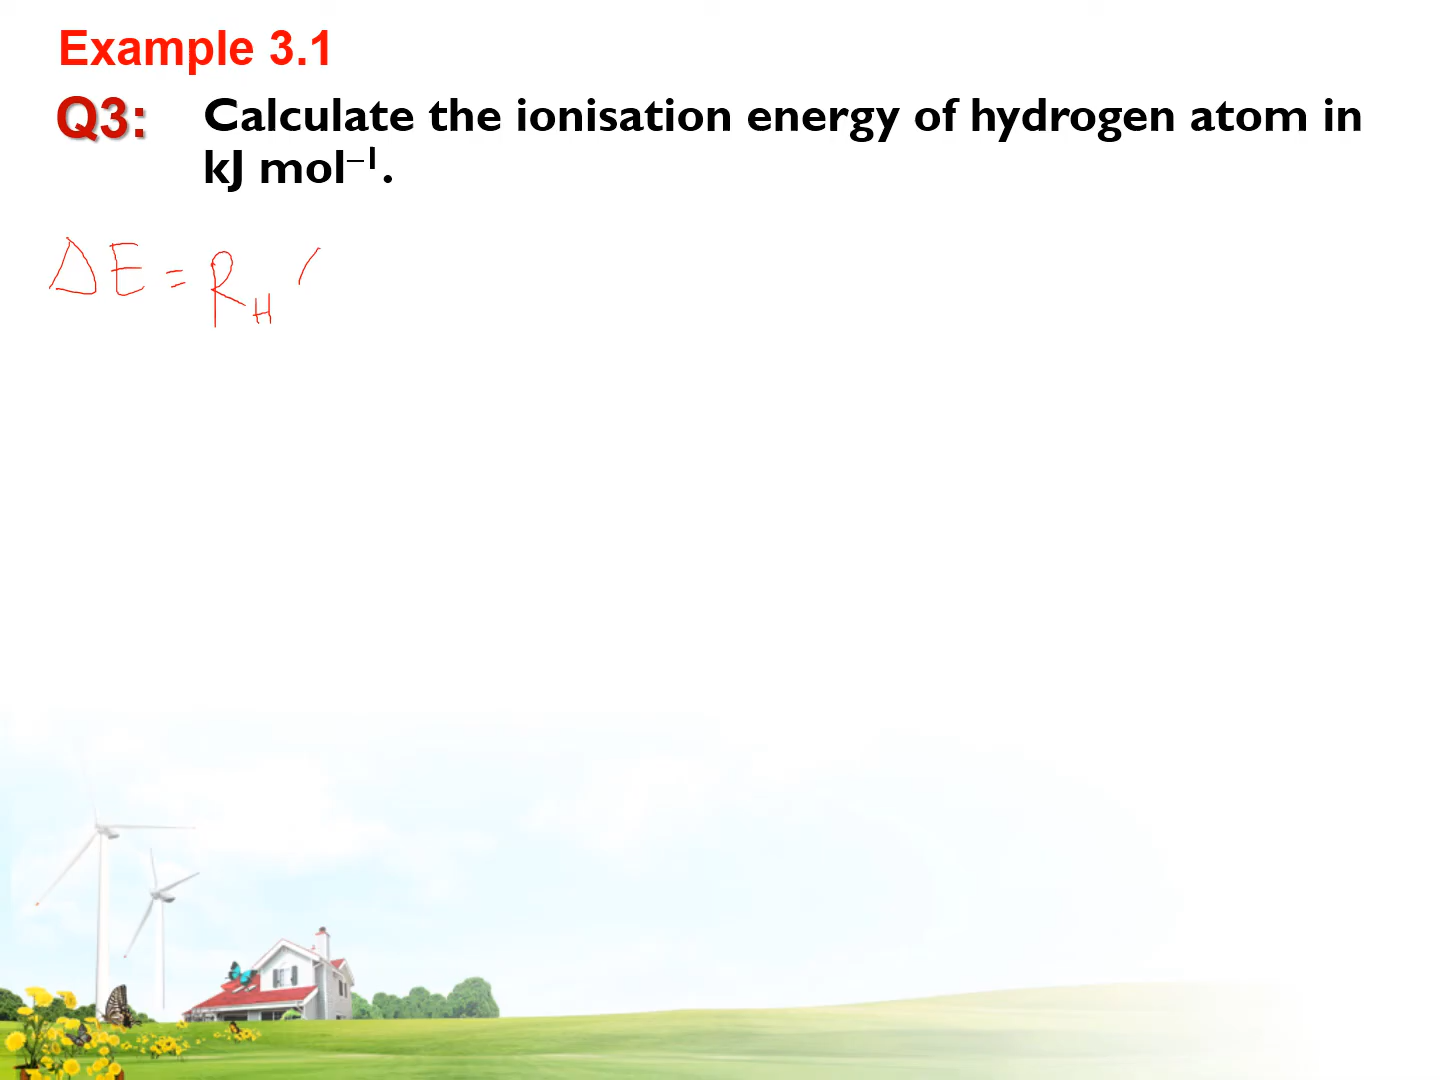 Example 3.1
Q3: Calculate the ionisation energy of hydrogen atom in
kJ mol⁻¹.
ΔE = R_H (